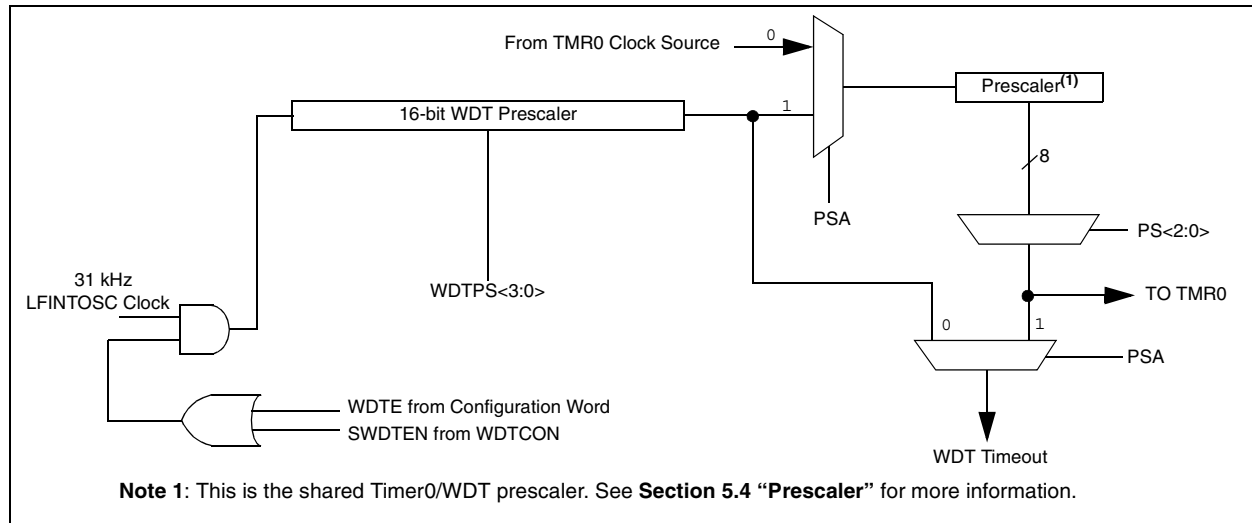 From TMR0 Clock Source
0
Prescaler(1)
16-bit WDT Prescaler
1
8
PSA
PS<2:0>
31 kHz
LFINTOSC Clock
WDTPS<3:0>
TO TMR0
0
1
PSA
WDTE from Configuration Word
SWDTEN from WDTCON
WDT Timeout
Note 1: This is the shared Timer0/WDT prescaler. See Section 5.4 “Prescaler” for more information.